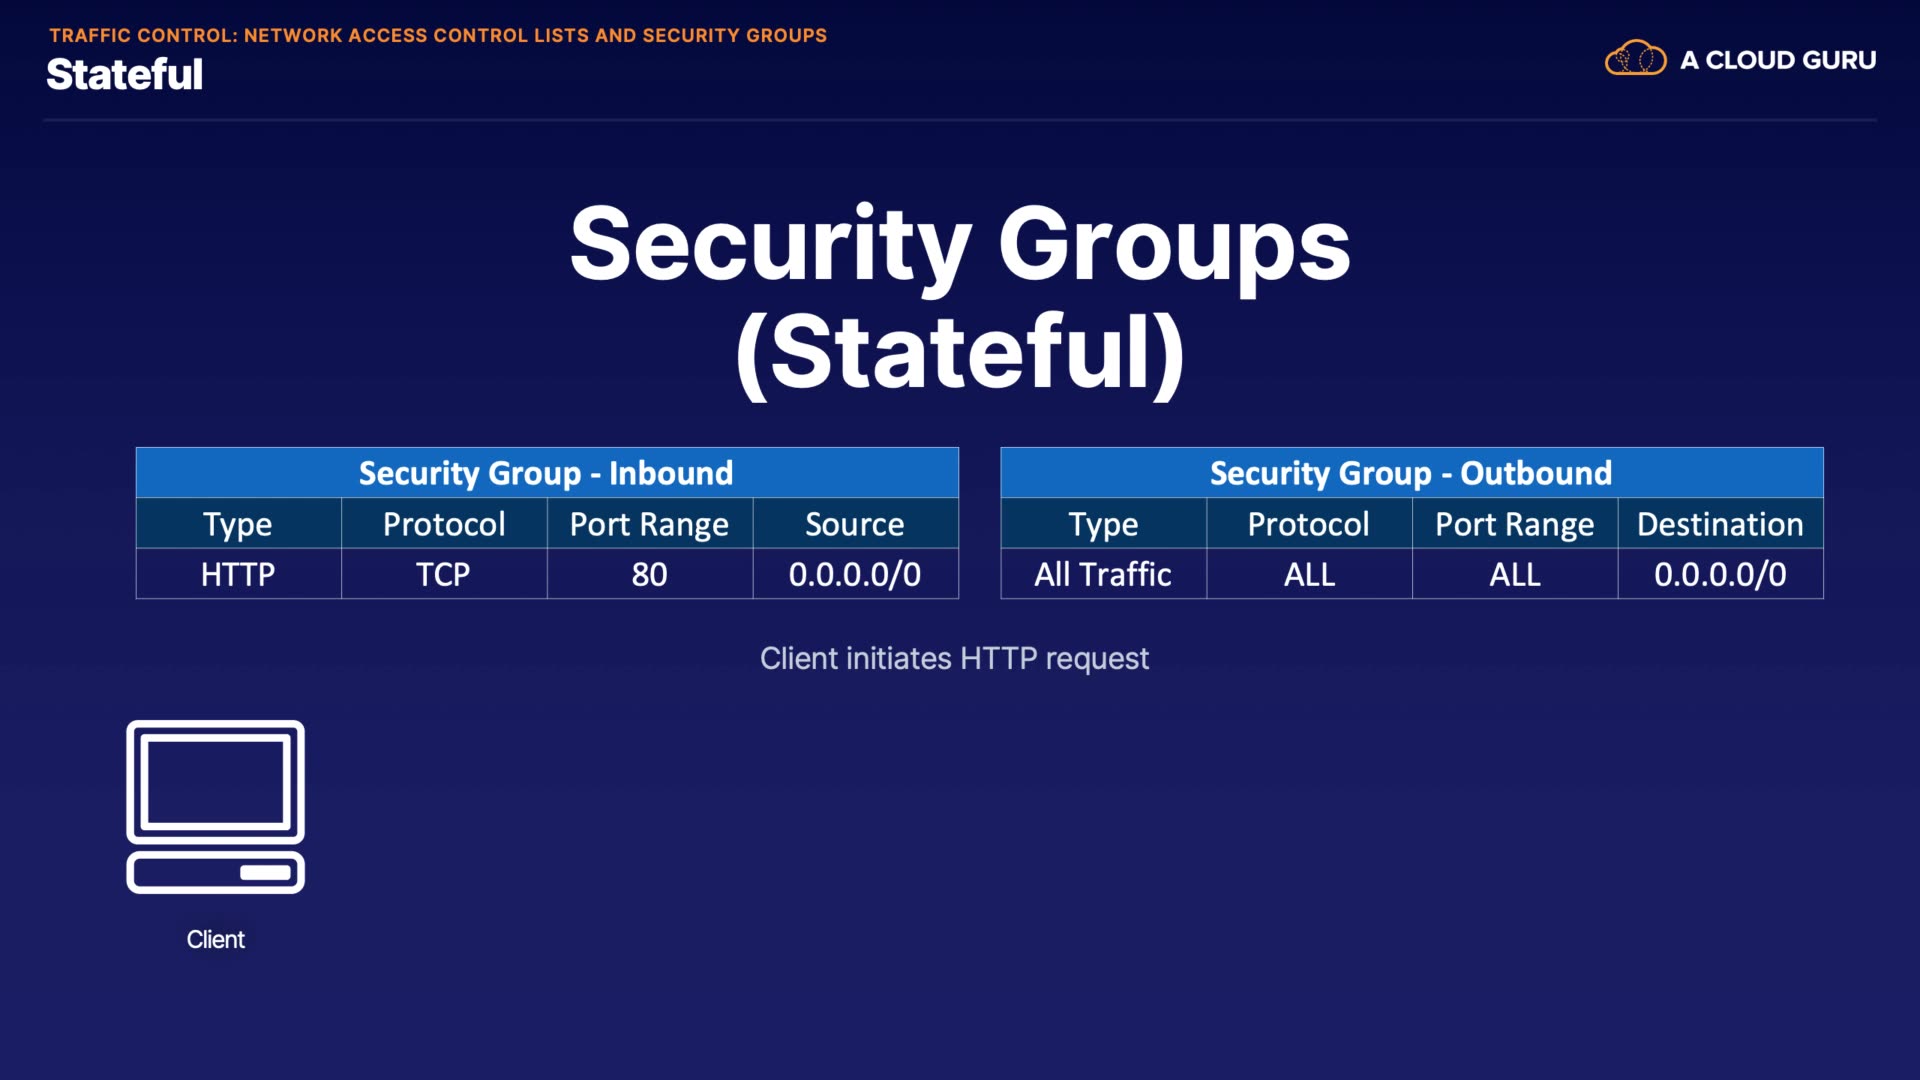 TRAFFIC CONTROL: NETWORK ACCESS CONTROL LISTS AND SECURITY GROUPS
Stateful
A CLOUD GURU
Security Groups
(Stateful)
Security Group - Inbound
Type Protocol Port Range Source
HTTP TCP 80 0.0.0.0/0
Security Group - Outbound
Type Protocol Port Range Destination
All Traffic ALL ALL 0.0.0.0/0
Client initiates HTTP request
Client